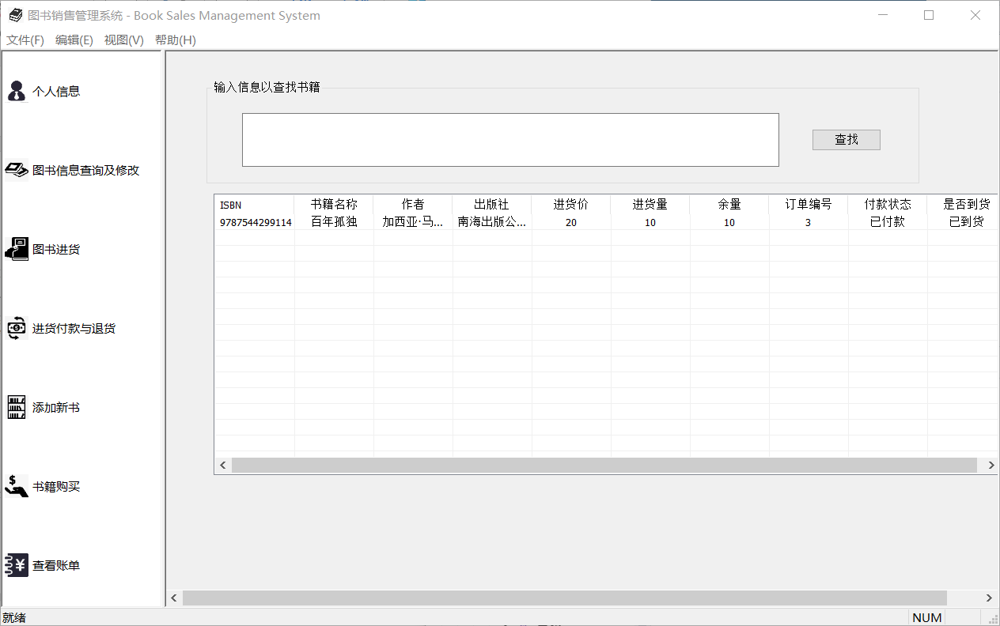 图书销售管理系统 - Book Sales Management System
文件(F) 编辑(E) 视图(V) 帮助(H)
个人信息
图书信息查询及修改
图书进货
进货付款与退货
添加新书
书籍购买
查看账单
输入信息以查找书籍
查找
ISBN 书籍名称 作者 出版社 进货价 进货量 余量 订单编号 付款状态 是否到货
9787544299114 百年孤独 加西亚·马... 南海出版公... 20 10 10 3 已付款 已到货
就绪 NUM